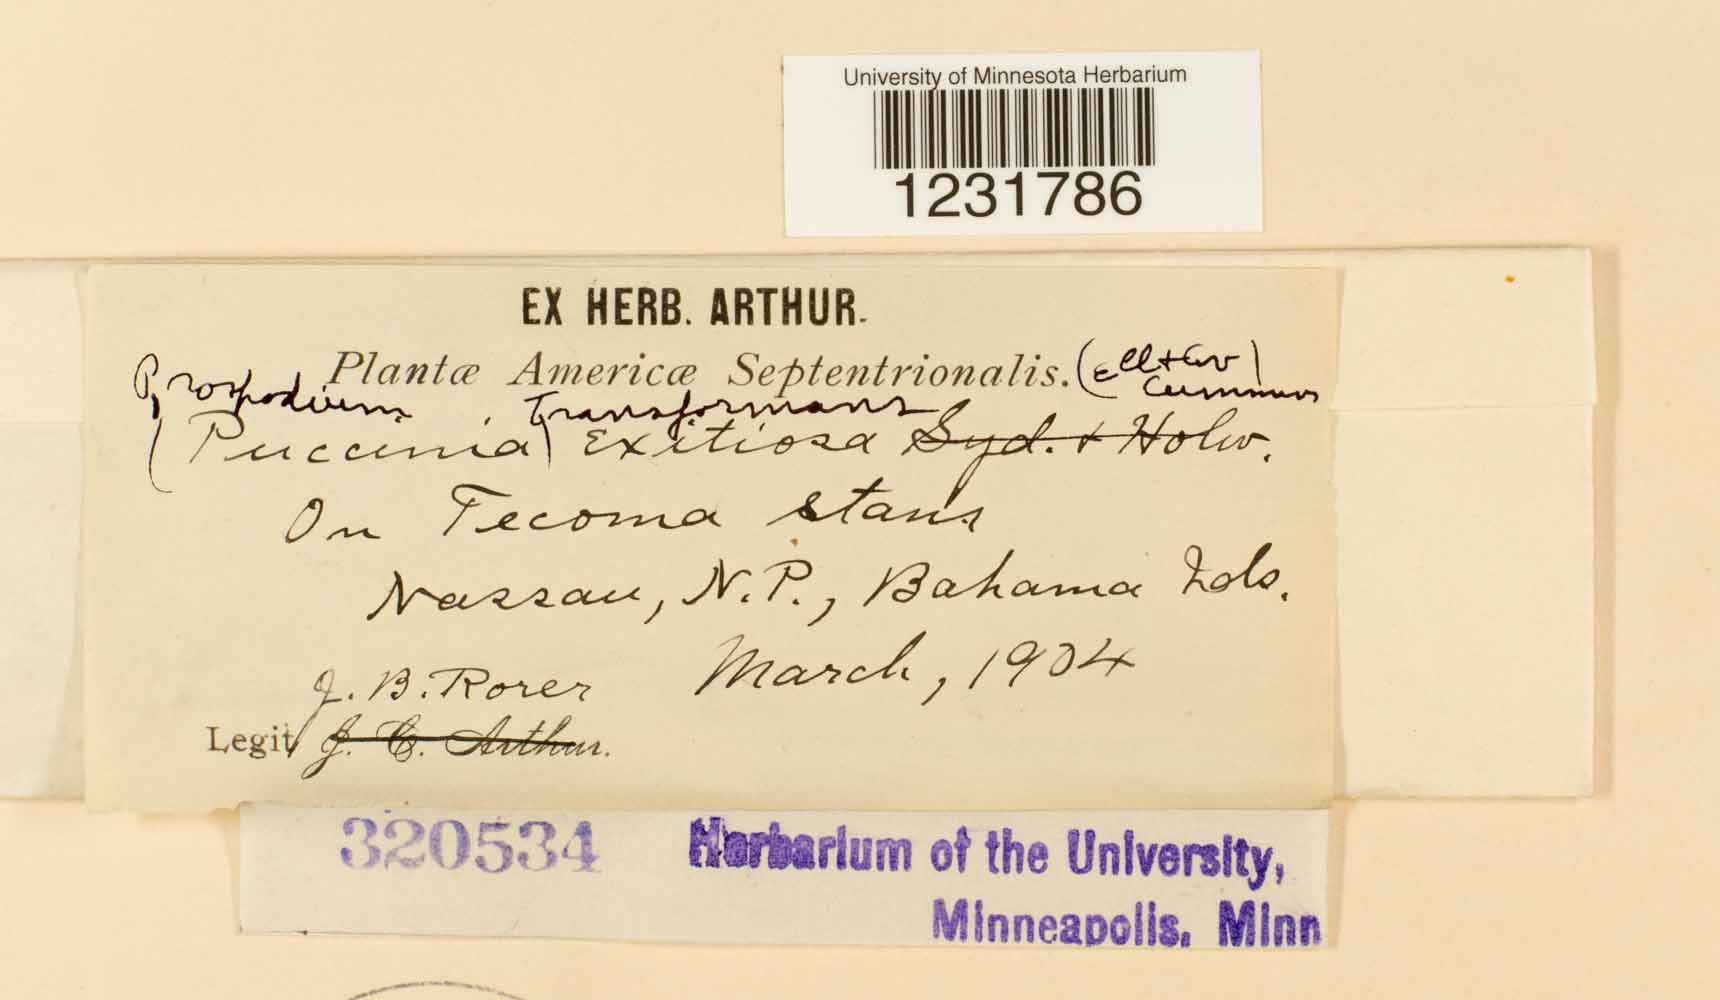 University of Minnesota Herbarium
1231786
EX HERB. ARTHUR.
Plantæ Americæ Septentrionalis. (Ell + Ev)
Cummins
Prospodium transformans
(Puccinia) Exitiosa Syd. & Holw.
On Tecoma stans
Nassau, N.P., Bahama Isls.
J. B. Rorer March, 1904
Legit J. C. Arthur.
320534 Herbarium of the University,
Minneapolis, Minn